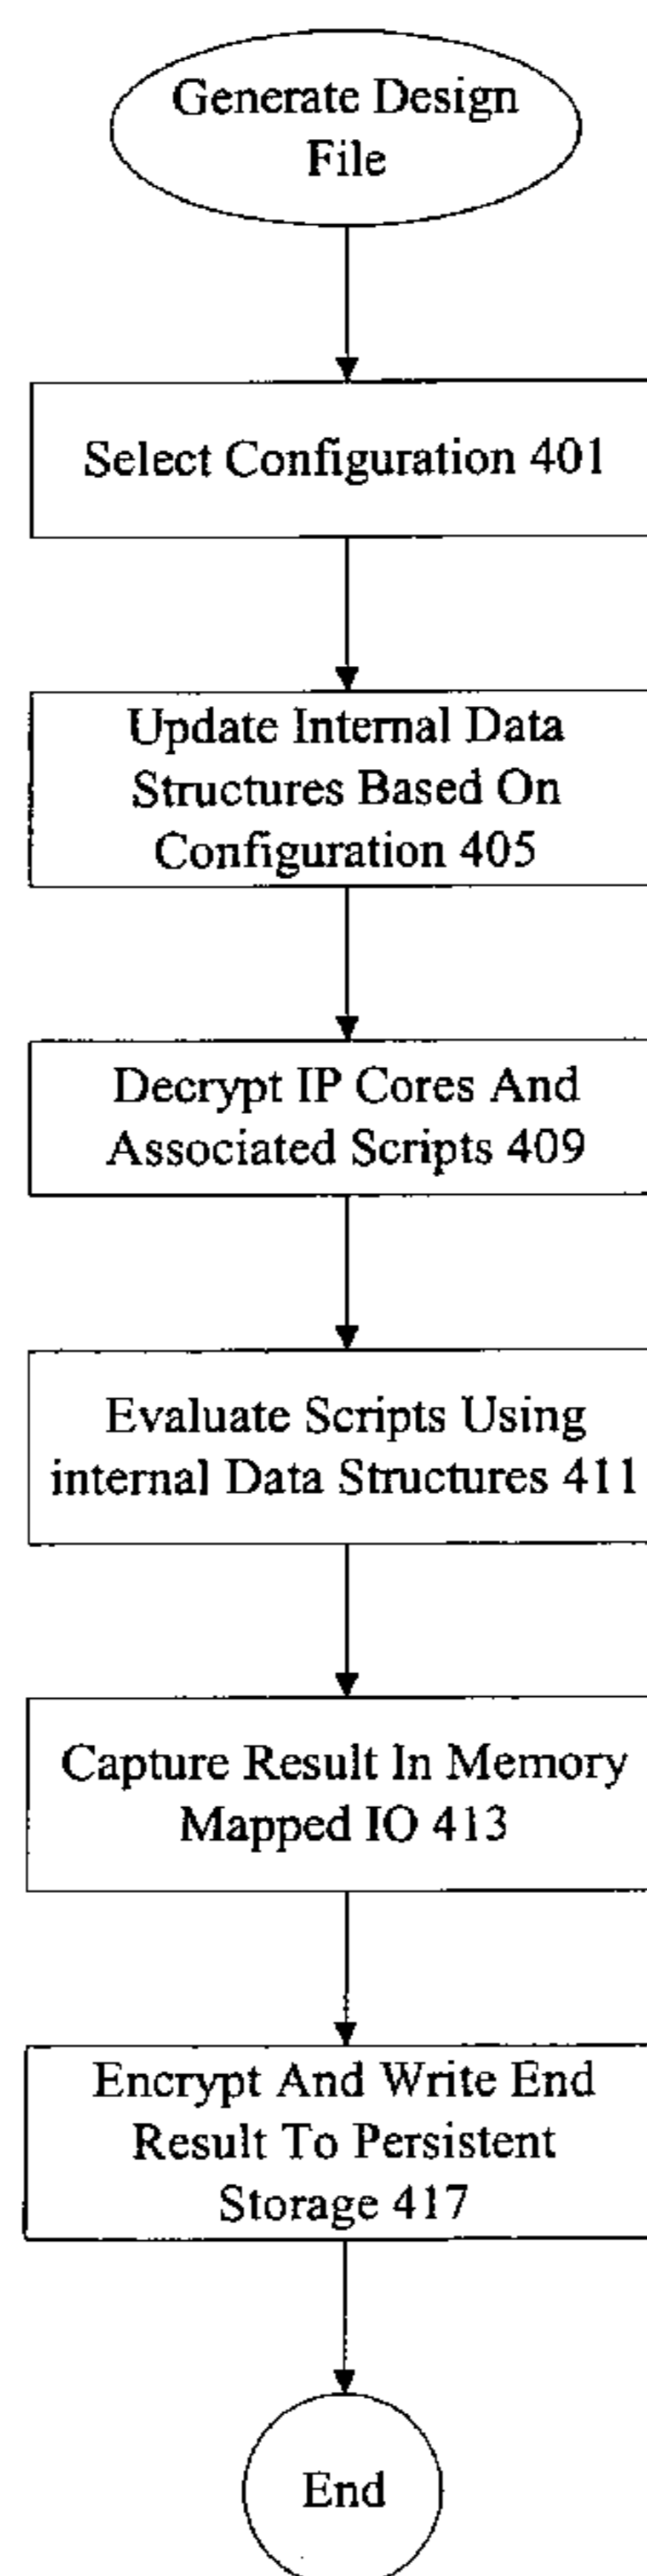 Generate Design
File
Select Configuration 401
Update Internal Data
Structures Based On
Configuration 405
Decrypt IP Cores And
Associated Scripts 409
Evaluate Scripts Using
internal Data Structures 411
Capture Result In Memory
Mapped IO 413
Encrypt And Write End
Result To Persistent
Storage 417
End